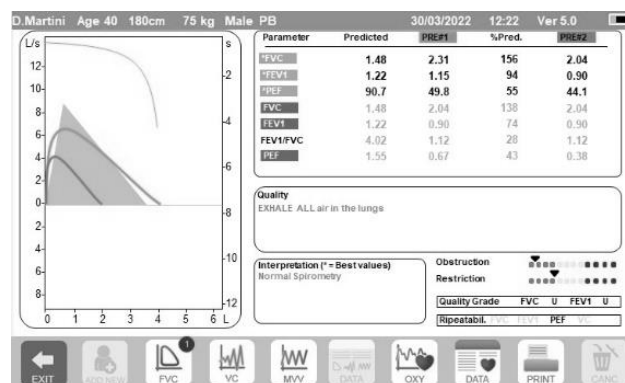 D.Martini Age 40 180cm 75 kg Male PB 30/03/2022 12:22 Ver 5.0
L/s s
12
10
8
6
4
2
0
2
4
6
8
-2
-4
-6
-8
-10
-12
0 1 2 3 4 5 6 L
Parameter Predicted PRE#1 %Pred. PRE#2
*FVC 1.48 2.31 156 2.04
*FEV1 1.22 1.15 94 0.90
*PEF 90.7 49.8 55 44.1
FVC 1.48 2.04 138 2.04
FEV1 1.22 0.90 74 0.90
FEV1/FVC 4.02 1.12 28 1.12
PEF 1.55 0.67 43 0.38
Quality
EXHALE ALL air in the lungs
Interpretation (* = Best values)
Normal Spirometry
Obstruction
Restriction
Quality Grade FVC U FEV1 U
Repeatabil. FVC FEV1 PEF VC
EXIT
ADD NEW
1
FVC
VC
MVV
DATA
OXY
DATA
PRINT
CANC